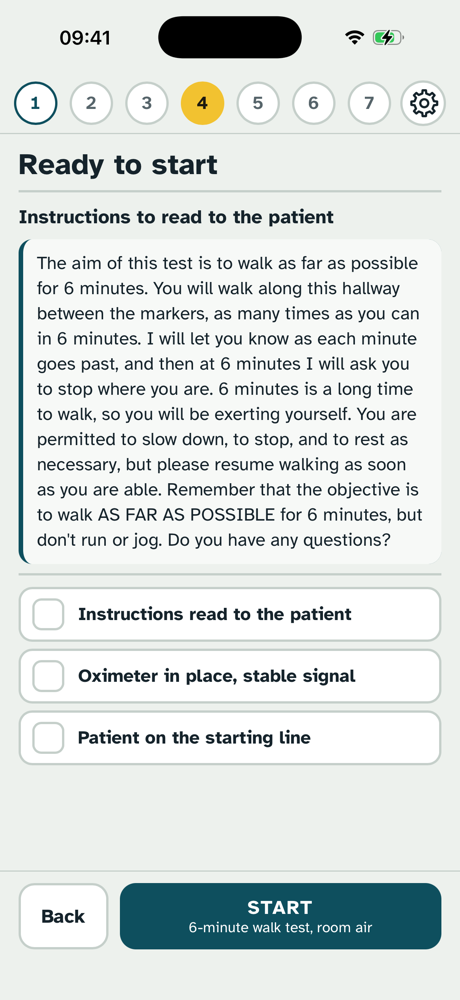 09:41
1 2 3 4 5 6 7
Ready to start
Instructions to read to the patient
The aim of this test is to walk as far as possible
for 6 minutes. You will walk along this hallway
between the markers, as many times as you can
in 6 minutes. I will let you know as each minute
goes past, and then at 6 minutes I will ask you
to stop where you are. 6 minutes is a long time
to walk, so you will be exerting yourself. You are
permitted to slow down, to stop, and to rest as
necessary, but please resume walking as soon
as you are able. Remember that the objective is
to walk AS FAR AS POSSIBLE for 6 minutes, but
don't run or jog. Do you have any questions?
Instructions read to the patient
Oximeter in place, stable signal
Patient on the starting line
Back
START
6-minute walk test, room air